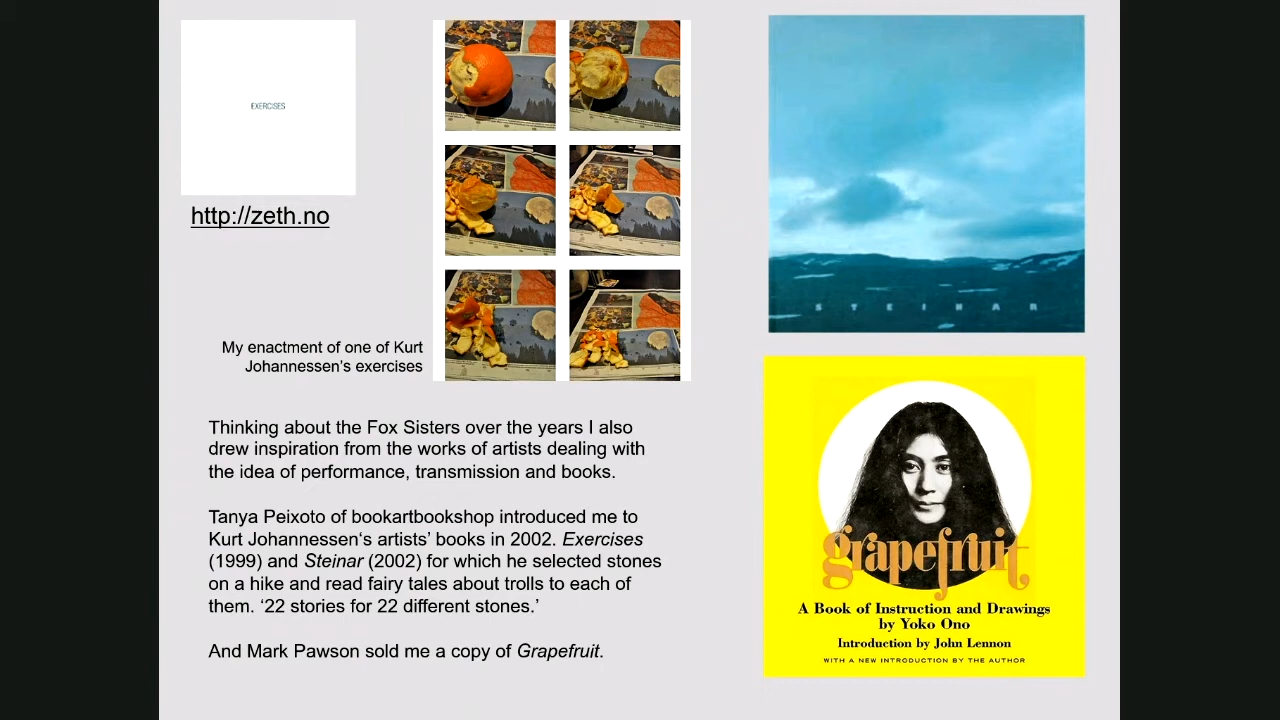 EXERCISES
http://zeth.no
My enactment of one of Kurt
Johannessen's exercises
Thinking about the Fox Sisters over the years I also
drew inspiration from the works of artists dealing with
the idea of performance, transmission and books.
Tanya Peixoto of bookartbookshop introduced me to
Kurt Johannessen‘s artists’ books in 2002. Exercises
(1999) and Steinar (2002) for which he selected stones
on a hike and read fairy tales about trolls to each of
them. ‘22 stories for 22 different stones.’
And Mark Pawson sold me a copy of Grapefruit.
STEINAR
grapefruit
A Book of Instruction and Drawings
by Yoko Ono
Introduction by John Lennon
WITH A NEW INTRODUCTION BY THE AUTHOR